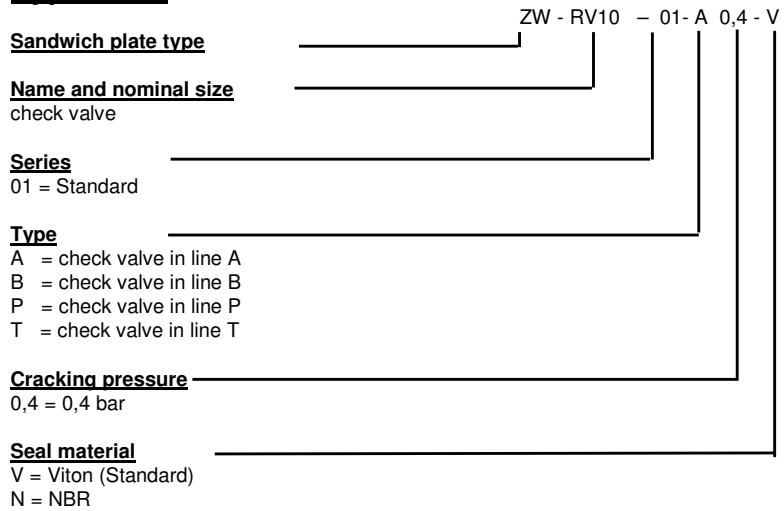 ZW - RV10 – 01- A 0,4 - V
Sandwich plate type
Name and nominal size
check valve
Series
01 = Standard
Type
A = check valve in line A
B = check valve in line B
P = check valve in line P
T = check valve in line T
Cracking pressure
0,4 = 0,4 bar
Seal material
V = Viton (Standard)
N = NBR